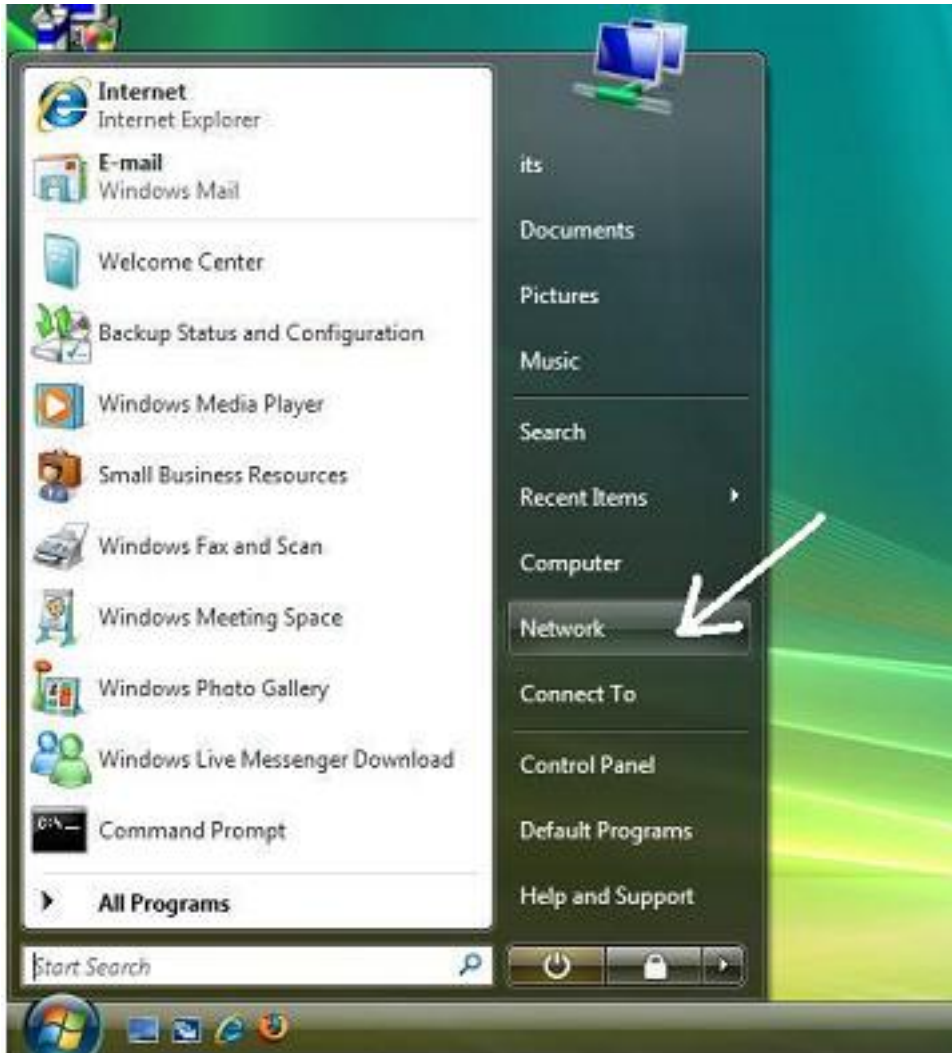 Internet
Internet Explorer
E-mail
Windows Mail
Welcome Center
Backup Status and Configuration
Windows Media Player
Small Business Resources
Windows Fax and Scan
Windows Meeting Space
Windows Photo Gallery
Windows Live Messenger Download
C:\_
Command Prompt
All Programs
Start Search
its
Documents
Pictures
Music
Search
Recent Items
Computer
Network
Connect To
Control Panel
Default Programs
Help and Support